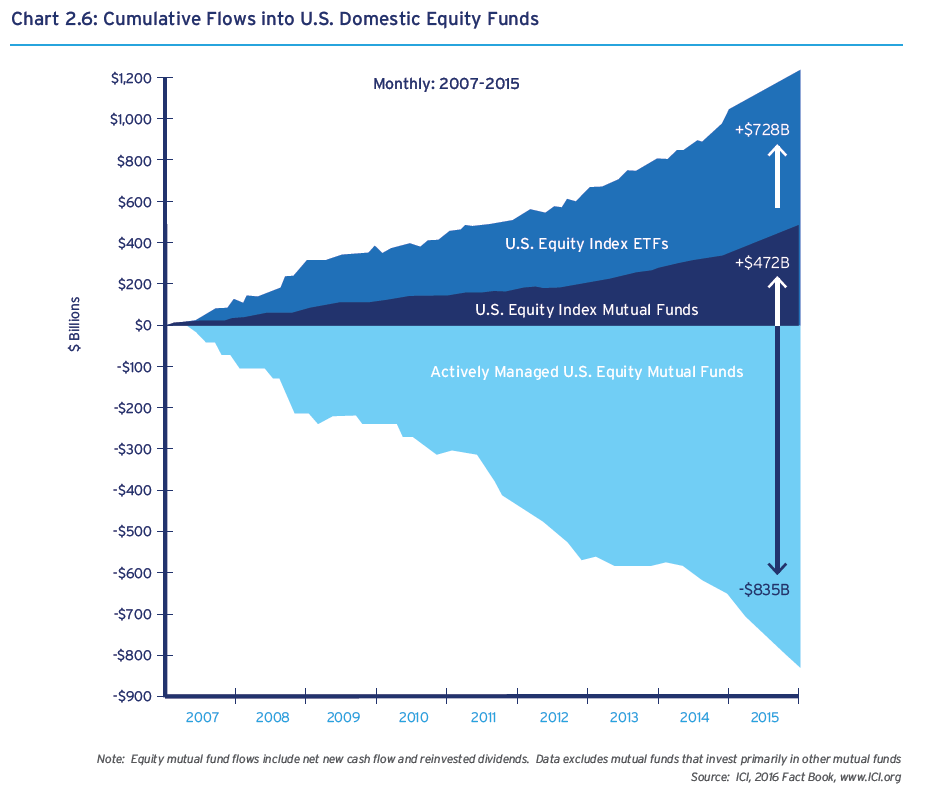 Chart 2.6: Cumulative Flows into U.S. Domestic Equity Funds
Monthly: 2007-2015
$1,200
$1,000
$800
$600
$400
$200
$0
-$100
-$200
-$300
-$400
-$500
-$600
-$700
-$800
-$900
$ Billions
+$728B
U.S. Equity Index ETFs
+$472B
U.S. Equity Index Mutual Funds
Actively Managed U.S. Equity Mutual Funds
-$835B
2007 2008 2009 2010 2011 2012 2013 2014 2015
Note: Equity mutual fund flows include net new cash flow and reinvested dividends. Data excludes mutual funds that invest primarily in other mutual funds
Source: ICI, 2016 Fact Book, www.ICI.org